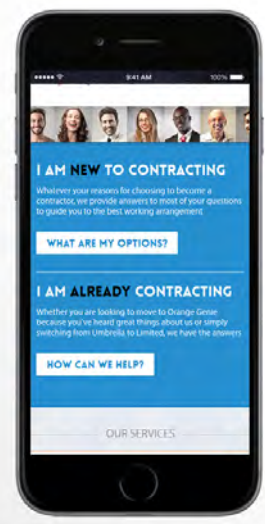 9:41 AM 100%
I AM NEW TO CONTRACTING
Whatever your reasons for choosing to become a
contractor, we provide answers to most of your questions
to guide you to the best working arrangement
WHAT ARE MY OPTIONS?
I AM ALREADY CONTRACTING
Whether you are looking to move to Orange Genie
because you've heard great things about us or simply
switching from Umbrella to Limited, we have the answers
HOW CAN WE HELP?
OUR SERVICES